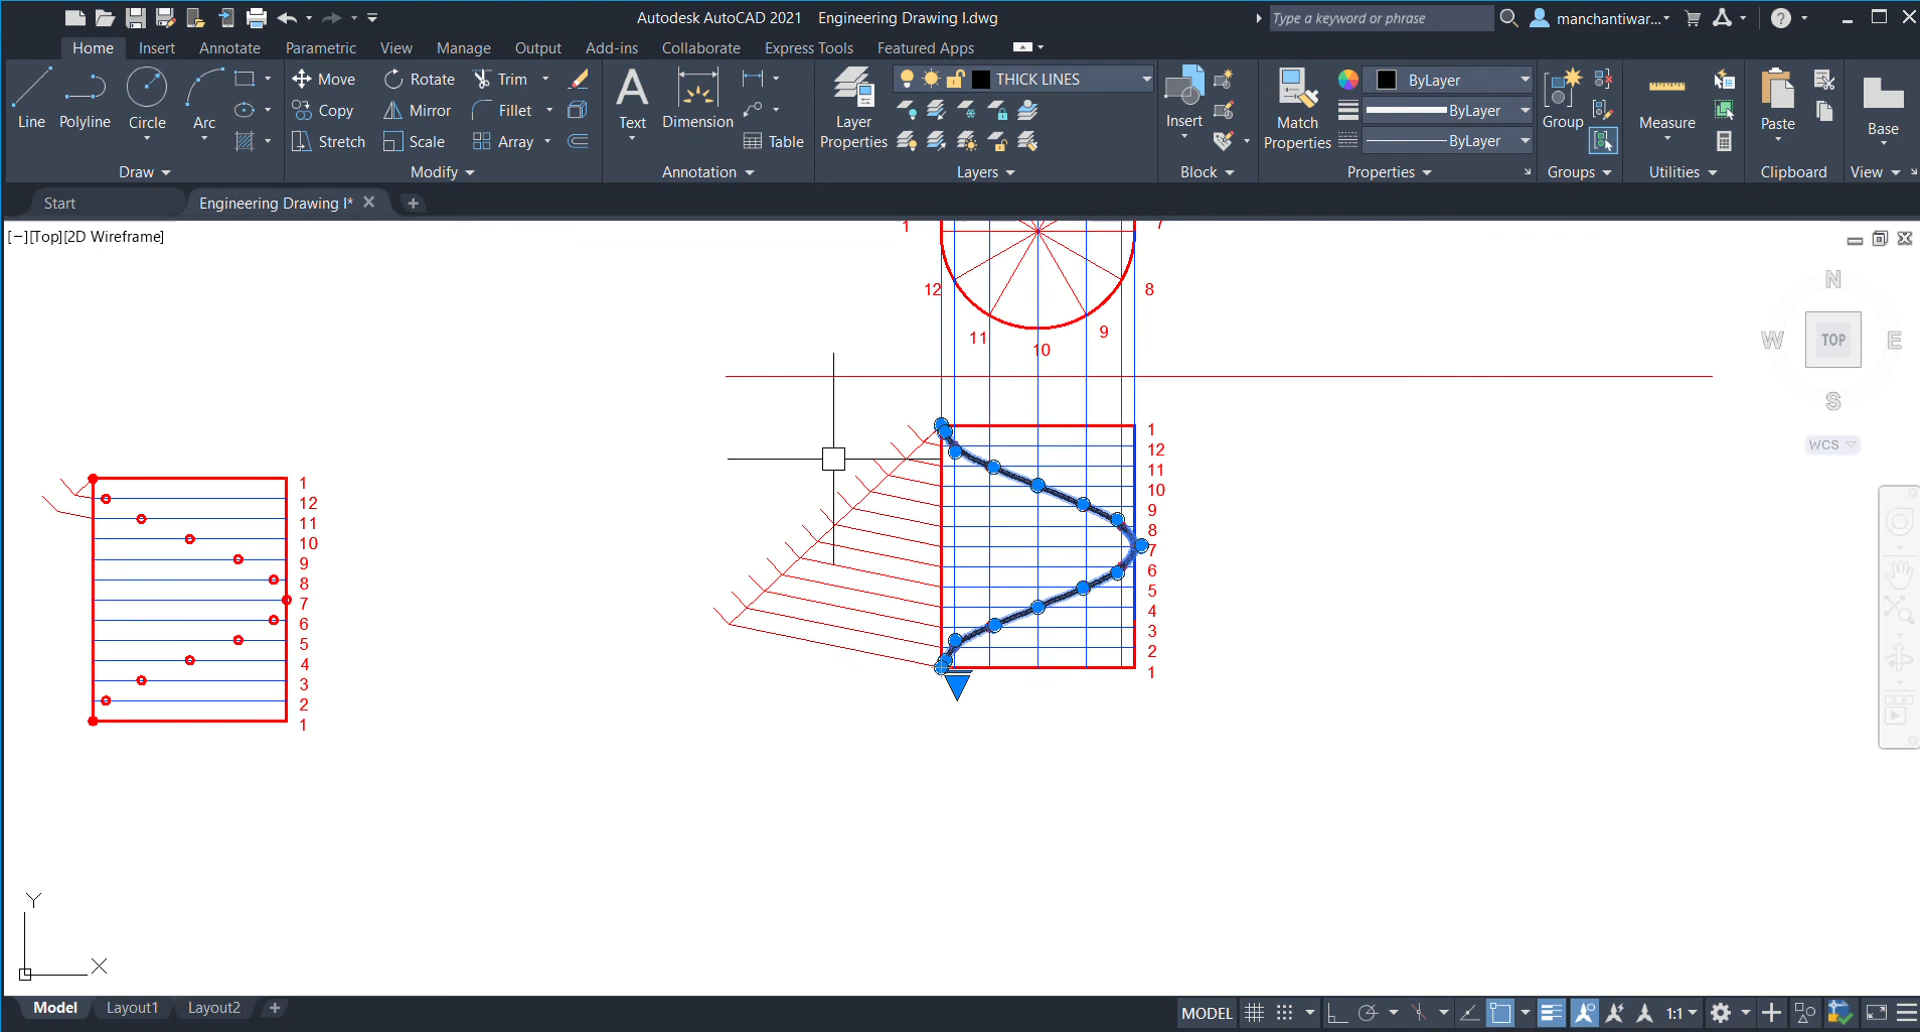 Autodesk AutoCAD 2021 Engineering Drawing I.dwg
Type a keyword or phrase
manchantiwar...
Home Insert Annotate Parametric View Manage Output Add-ins Collaborate Express Tools Featured Apps
Line Polyline Circle Arc
Draw
Move Rotate Trim
Copy Mirror Fillet
Stretch Scale Array
Modify
Text Dimension Table
Annotation
Layer Properties
THICK LINES
Layers
Insert
Block
Match Properties
ByLayer
ByLayer
ByLayer
Properties
Group
Groups
Measure
Utilities
Paste
Clipboard
Base
View
Start Engineering Drawing I*
[−][Top][2D Wireframe]
1 7
12 8
11 9
10
1
12
11
10
9
8
7
6
5
4
3
2
1
1
12
11
10
9
8
7
6
5
4
3
2
1
N
W TOP E
S
WCS
Y
X
Model Layout1 Layout2
MODEL 1:1